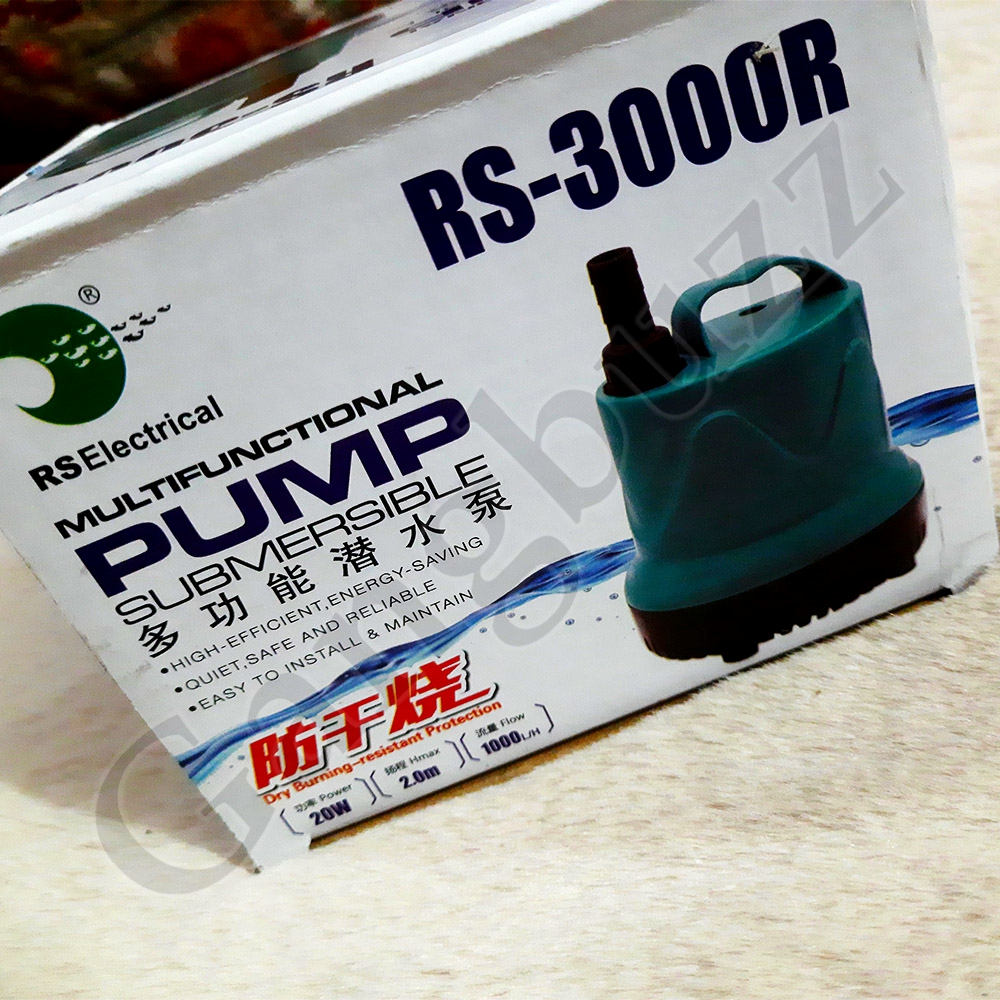 RS-3000R
®
RSElectrical
MULTIFUNCTIONAL
PUMP
SUBMERSIBLE
多功能潜水泵
•HIGH-EFFICIENT,ENERGY-SAVING
•QUIET,SAFE AND RELIABLE
•EASY TO INSTALL & MAINTAIN
防干烧
Dry Burning-resistant Protection
功率 Power
20W
扬程 Hmax
2.0m
流量 Flow
1000L/H